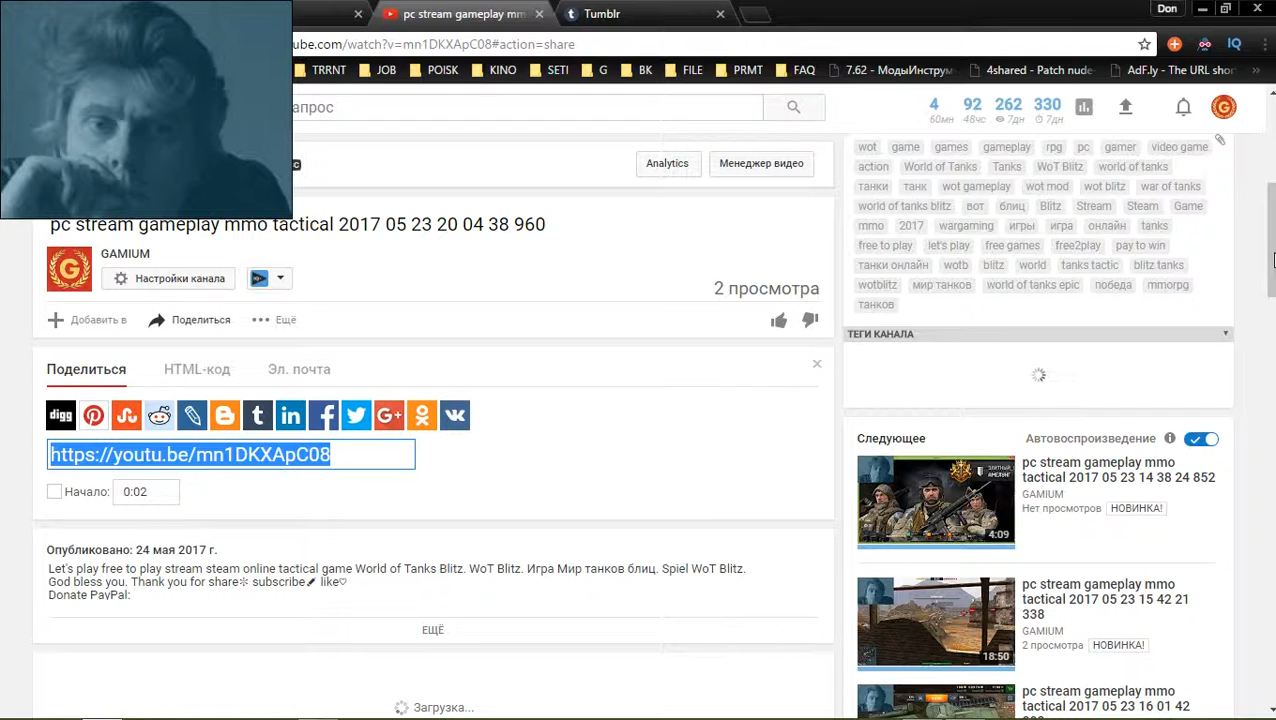 pc stream gameplay mm
Tumblr
Don
ube.com/watch?v=mn1DKXApC08#action=share
IQ
TRRNT JOB POISK KINO SETI G BK FILE PRMT FAQ 7.62 - МодыИнструм 4shared - Patch nude AdF.ly - The URL shor »
апрос
4 92 262 330
60мн 48чс 7дн 7дн
Analytics Менеджер видео
pc stream gameplay mmo tactical 2017 05 23 20 04 38 960
GAMIUM
Настройки канала
2 просмотра
Добавить в Поделиться Ещё
Поделиться HTML-код Эл. почта
digg
https://youtu.be/mn1DKXApC08
Начало: 0:02
Опубликовано: 24 мая 2017 г.
Let's play free to play stream steam online tactical game World of Tanks Blitz. WoT Blitz. Игра Мир танков блиц. Spiel WoT Blitz.
God bless you. Thank you for share✼ subscribe✐ like♡
Donate PayPal:
ЕЩЁ
Загрузка...
wot game games gameplay rpg pc gamer video game
action World of Tanks Tanks WoT Blitz world of tanks
танки танк wot gameplay wot mod wot blitz war of tanks
world of tanks blitz вот блиц Blitz Stream Steam Game
mmo 2017 wargaming игры игра онлайн tanks
free to play let's play free games free2play pay to win
танки онлайн wotb blitz world tanks tactic blitz tanks
wotblitz мир танков world of tanks epic победа mmorpg
танков
ТЕГИ КАНАЛА
Следующее Автовоспроизведение
pc stream gameplay mmo
tactical 2017 05 23 14 38 24 852
GAMIUM
Нет просмотров НОВИНКА!
4:09
pc stream gameplay mmo
tactical 2017 05 23 15 42 21
338
GAMIUM
2 просмотра НОВИНКА!
18:50
pc stream gameplay mmo
tactical 2017 05 23 16 01 42